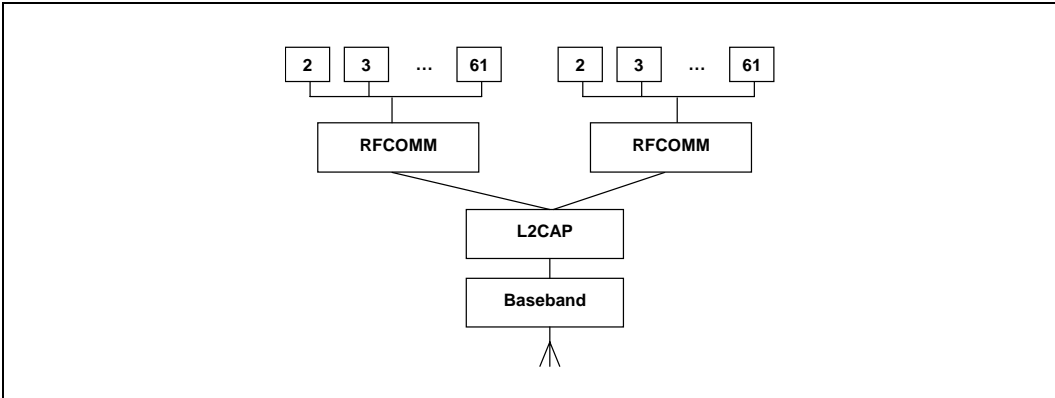 2 3 ... 61 2 3 ... 61
RFCOMM RFCOMM
L2CAP
Baseband